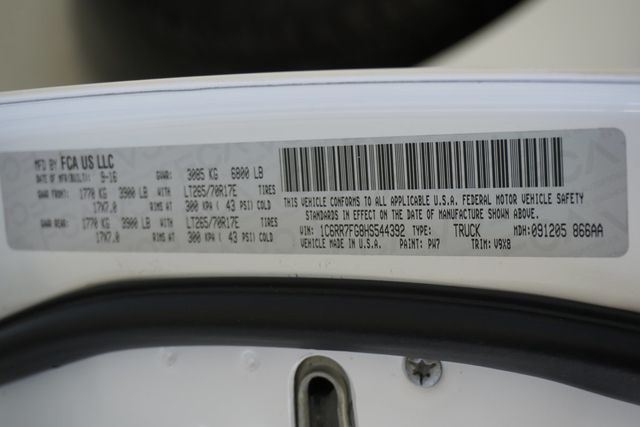 MFD BY FCA US LLC
DATE OF MFR(BUILT): 9-16 GVWR: 3085 KG 6800 LB
GAWR FRONT: 1770 KG 3900 LB WITH LT265/70R17E TIRES
17X7.0 RIMS AT 300 KPA ( 43 PSI) COLD
GAWR REAR: 1770 KG 3900 LB WITH LT265/70R17E TIRES
17X7.0 RIMS AT 300 KPA ( 43 PSI) COLD
THIS VEHICLE CONFORMS TO ALL APPLICABLE U.S.A. FEDERAL MOTOR VEHICLE SAFETY
STANDARDS IN EFFECT ON THE DATE OF MANUFACTURE SHOWN ABOVE.
VIN: 1C6RR7FG8HS544392 TYPE: TRUCK MDH: 091205 866AA
VEHICLE MADE IN U.S.A. PAINT: PW7 TRIM: V9X8